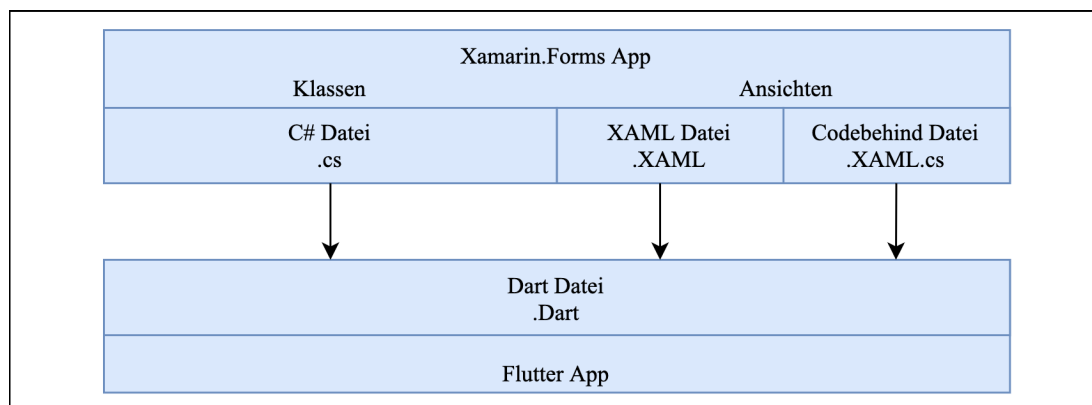 Xamarin.Forms App
Klassen
Ansichten
C# Datei
.cs
XAML Datei
.XAML
Codebehind Datei
.XAML.cs
Dart Datei
.Dart
Flutter App